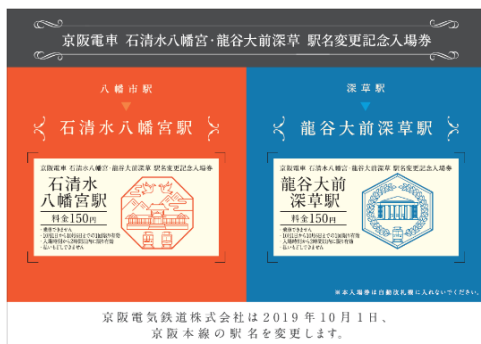 京阪電車 石清水八幡宮・龍谷大前深草 駅名変更記念入場券
八幡市駅
石清水八幡宮駅
京阪電車 石清水八幡宮・龍谷大前深草 駅名変更記念入場券
石清水
八幡宮駅
料金150円
深草駅
龍谷大前深草駅
京阪電車 石清水八幡宮・龍谷大前深草 駅名変更記念入場券
龍谷大前
深草駅
料金150円
※本入場券は自動改札機に入れないでください。
京阪電気鉄道株式会社は2019年10月1日、
京阪本線の駅名を変更します。